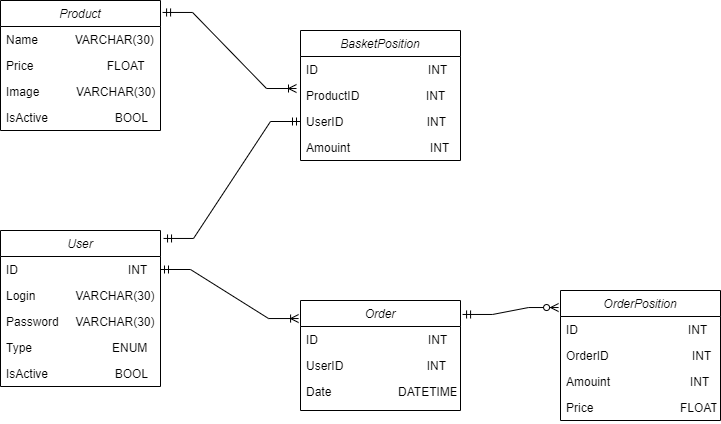 Product
Name VARCHAR(30)
Price FLOAT
Image VARCHAR(30)
IsActive BOOL
BasketPosition
ID INT
ProductID INT
UserID INT
Amouint INT
User
ID INT
Login VARCHAR(30)
Password VARCHAR(30)
Type ENUM
IsActive BOOL
Order
ID INT
UserID INT
Date DATETIME
OrderPosition
ID INT
OrderID INT
Amouint INT
Price FLOAT